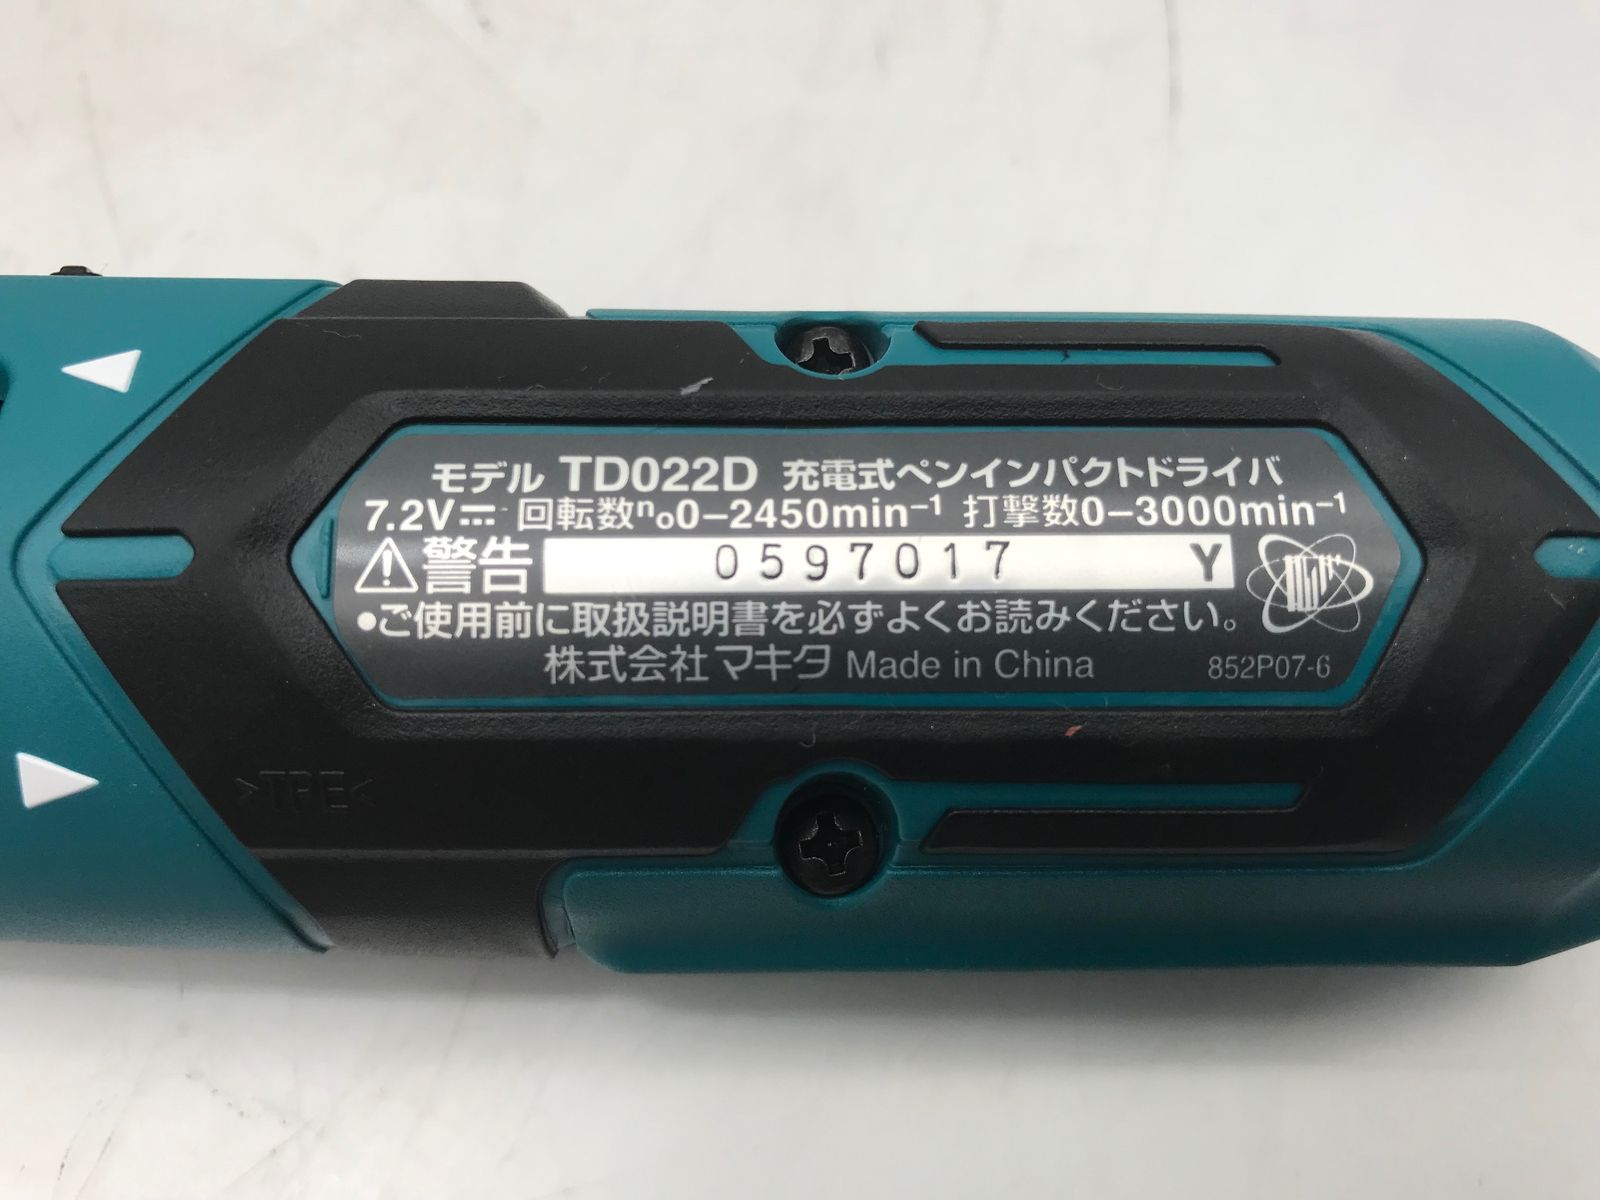 モデル TD022D 充電式ペンインパクトドライバ
7.2V⎓ 回転数n₀0-2450min⁻¹ 打撃数0-3000min⁻¹
⚠警告 0597017 Y
●ご使用前に取扱説明書を必ずよくお読みください。
株式会社マキタ Made in China 852P07-6
>TPE<